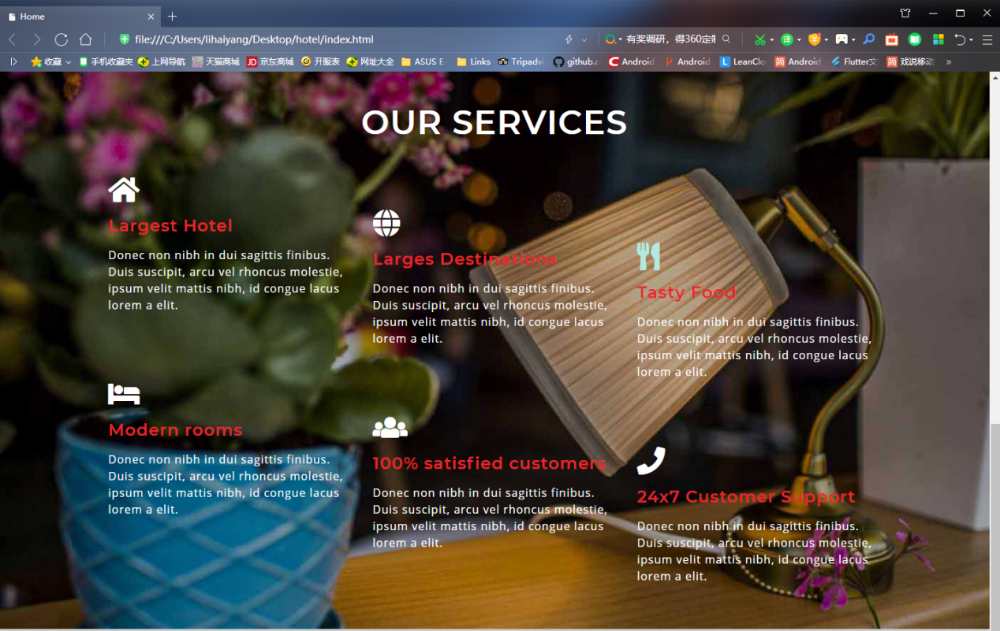 Home
file:///C:/Users/lihaiyang/Desktop/hotel/index.html
有奖调研，得360定制
收藏 手机收藏夹 上网导航 天猫商城 京东商城 开服表 网址大全 ASUS E- Links Tripadvi github.c Android Android LeanClo Android Flutter文 戏说移动 »
OUR SERVICES
Largest Hotel
Donec non nibh in dui sagittis finibus.
Duis suscipit, arcu vel rhoncus molestie,
ipsum velit mattis nibh, id congue lacus
lorem a elit.
Larges Destinations
Donec non nibh in dui sagittis finibus.
Duis suscipit, arcu vel rhoncus molestie,
ipsum velit mattis nibh, id congue lacus
lorem a elit.
Tasty Food
Donec non nibh in dui sagittis finibus.
Duis suscipit, arcu vel rhoncus molestie,
ipsum velit mattis nibh, id congue lacus
lorem a elit.
Modern rooms
Donec non nibh in dui sagittis finibus.
Duis suscipit, arcu vel rhoncus molestie,
ipsum velit mattis nibh, id congue lacus
lorem a elit.
100% satisfied customers
Donec non nibh in dui sagittis finibus.
Duis suscipit, arcu vel rhoncus molestie,
ipsum velit mattis nibh, id congue lacus
lorem a elit.
24x7 Customer Support
Donec non nibh in dui sagittis finibus.
Duis suscipit, arcu vel rhoncus molestie,
ipsum velit mattis nibh, id congue lacus
lorem a elit.